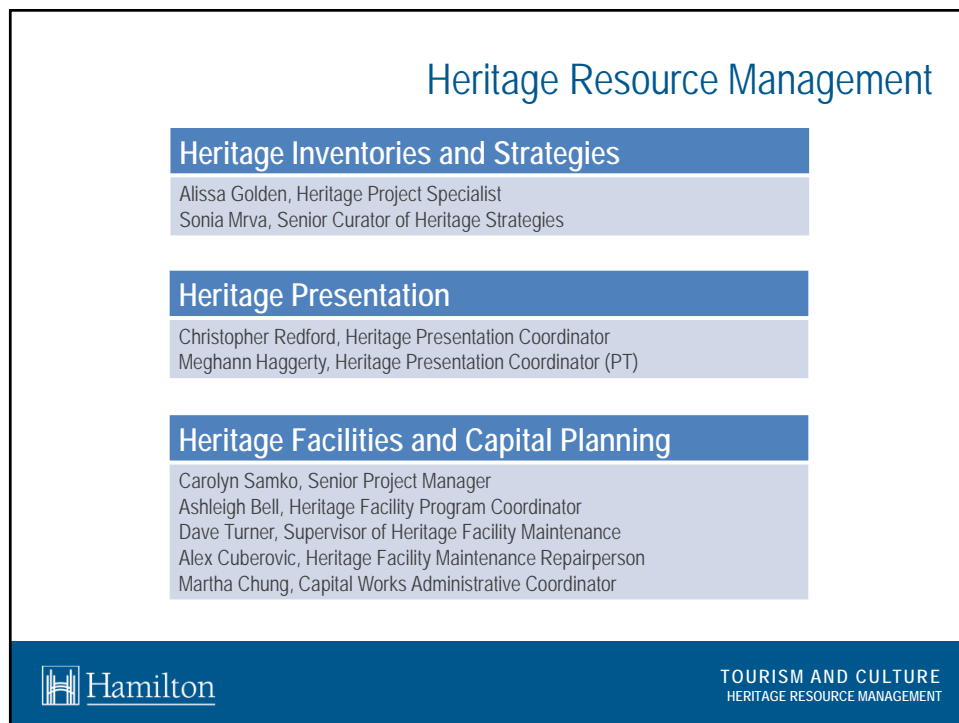 Heritage Resource Management
Heritage Inventories and Strategies
Alissa Golden, Heritage Project Specialist
Sonia Mrva, Senior Curator of Heritage Strategies
Heritage Presentation
Christopher Redford, Heritage Presentation Coordinator
Meghann Haggerty, Heritage Presentation Coordinator (PT)
Heritage Facilities and Capital Planning
Carolyn Samko, Senior Project Manager
Ashleigh Bell, Heritage Facility Program Coordinator
Dave Turner, Supervisor of Heritage Facility Maintenance
Alex Cuberovic, Heritage Facility Maintenance Repairperson
Martha Chung, Capital Works Administrative Coordinator
Hamilton
TOURISM AND CULTURE
HERITAGE RESOURCE MANAGEMENT